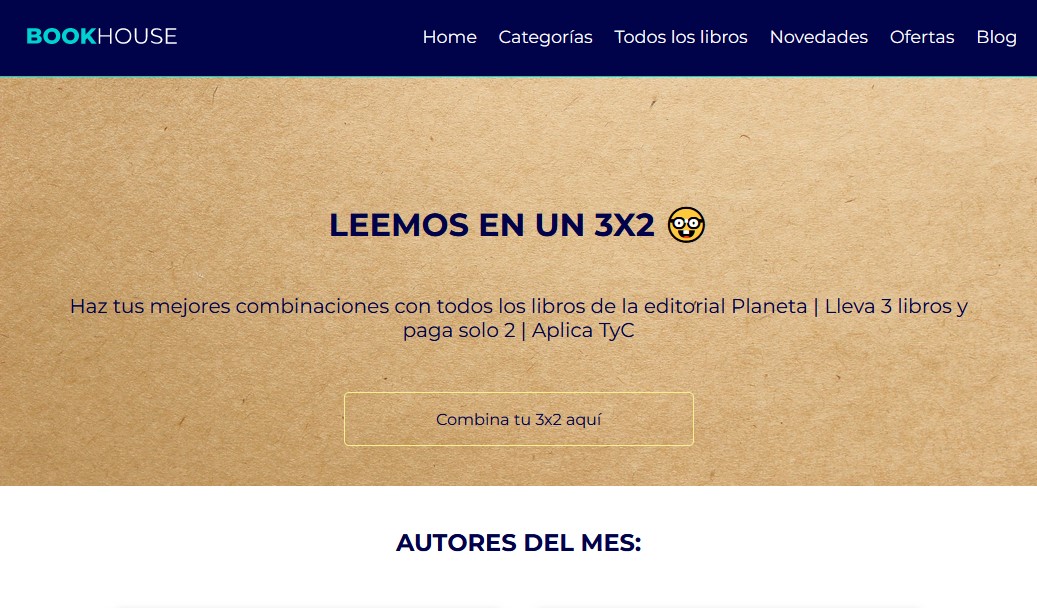 BOOKHOUSE Home Categorías Todos los libros Novedades Ofertas Blog
LEEMOS EN UN 3X2 🤓
Haz tus mejores combinaciones con todos los libros de la editorial Planeta | Lleva 3 libros y
paga solo 2 | Aplica TyC
Combina tu 3x2 aquí
AUTORES DEL MES: